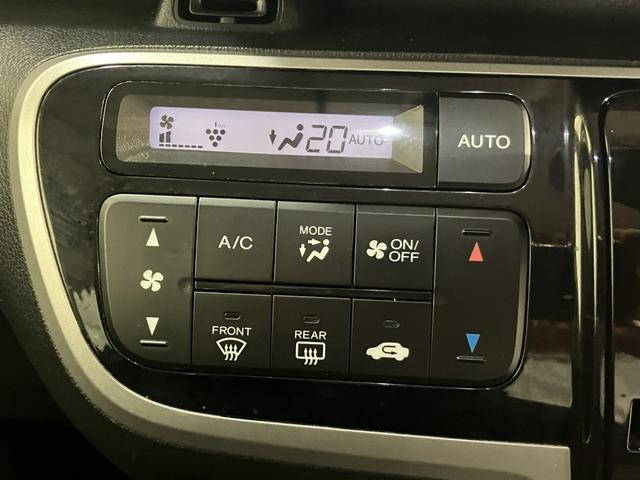 20 AUTO
AUTO
A/C
MODE
ON/
OFF
FRONT
REAR